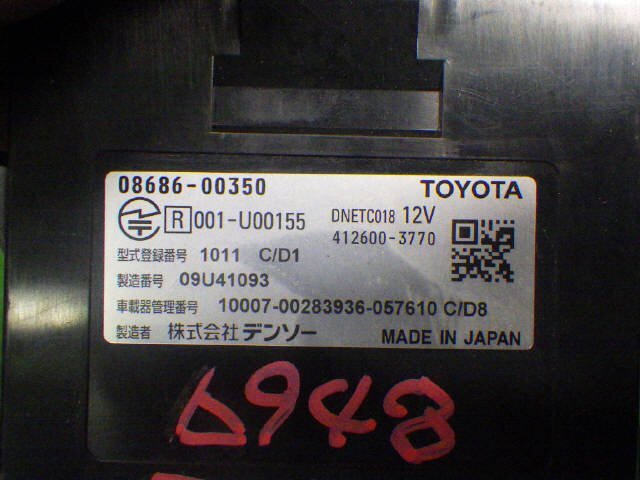 08686-00350 TOYOTA
R 001-U00155 DNETC018 12V
412600-3770
型式登録番号 1011 C/D1
製造番号 09U41093
車載器管理番号 10007-00283936-057610 C/D8
製造者 株式会社 デンソー MADE IN JAPAN
6948